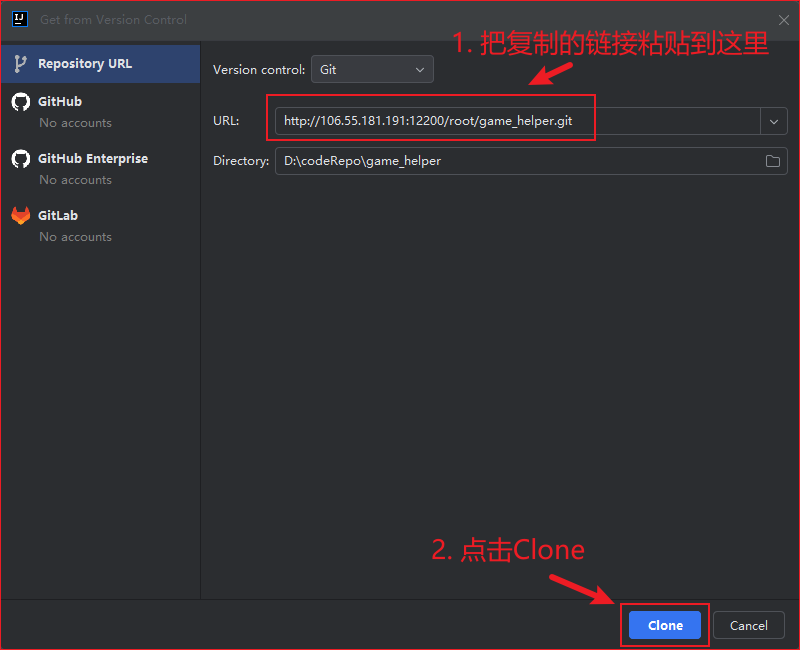 IJ
Get from Version Control
1. 把复制的链接粘贴到这里
Repository URL
Version control: Git
GitHub
No accounts
URL: http://106.55.181.191:12200/root/game_helper.git
GitHub Enterprise
Directory: D:\codeRepo\game_helper
No accounts
GitLab
No accounts
2. 点击Clone
Clone
Cancel